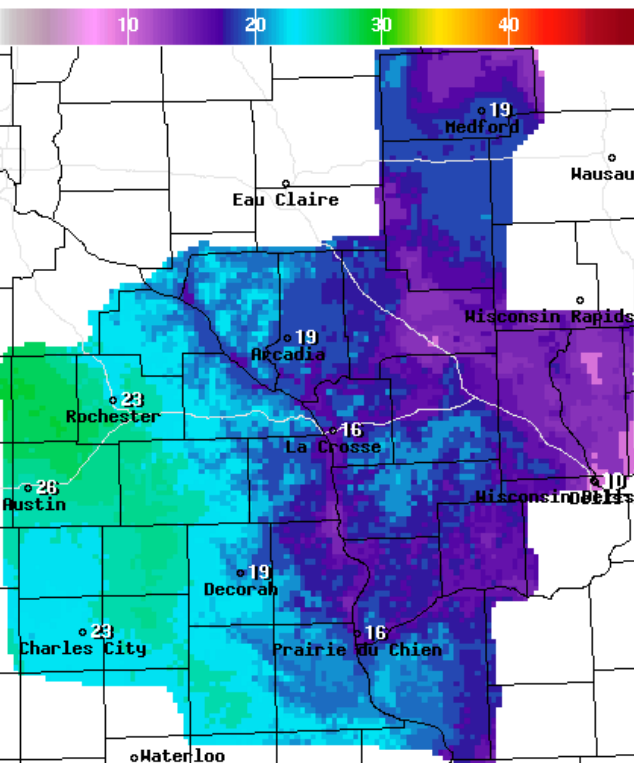 10 20 30 40
19
Medford
Wausau
Eau Claire
Wisconsin Rapids
19
Arcadia
23
Rochester
16
La Crosse
10
Wisconsin Dells
26
Austin
19
Decorah
23
Charles City
16
Prairie du Chien
Waterloo